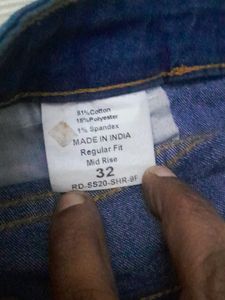 81%Cotton
18%Polyester
1% Spandex
MADE IN INDIA
Regular Fit
Mid Rise
32
RD-SS20-SHR-9F